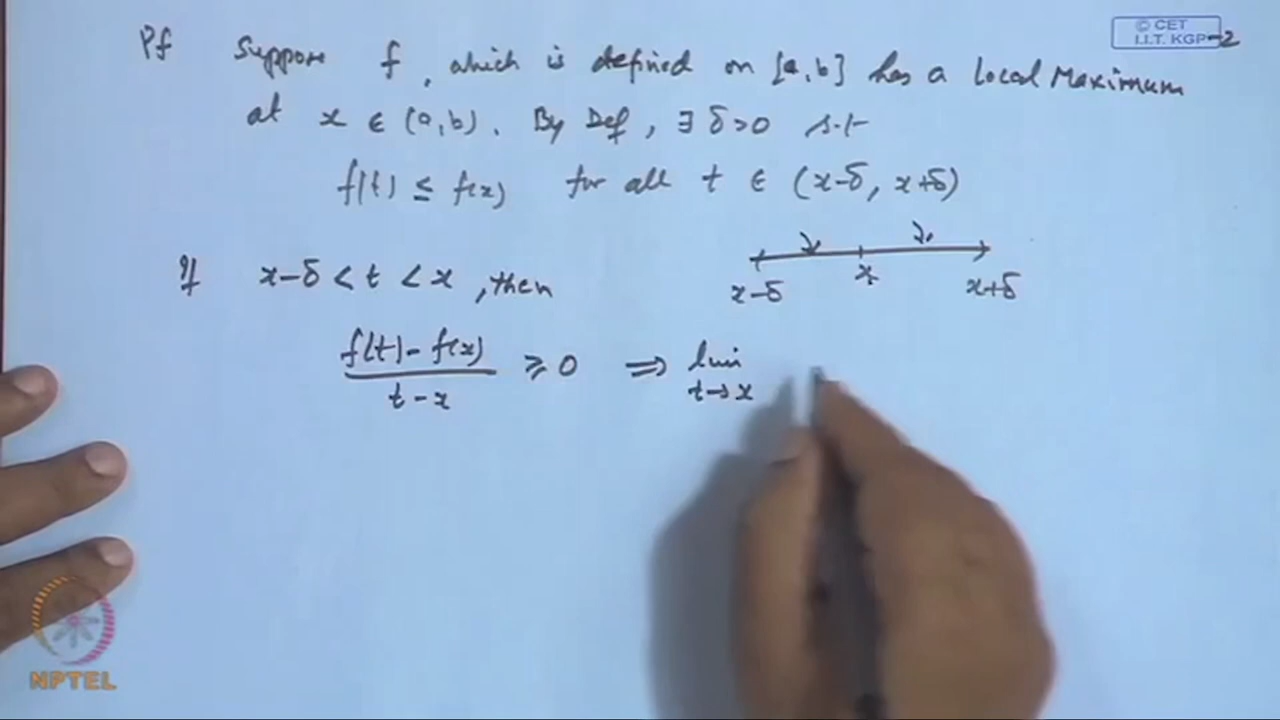 © CET
I.I.T. KGP
-2
Pf Suppose f, which is defined on [a,b] has a Local Maximum
at x ∈ (a,b). By Def, ∃ δ>0 s.t
f(t) ≤ f(x) for all t ∈ (x-δ, x+δ)
x-δ x x+δ
If x-δ < t < x, then
f(t) - f(x)
t - x
≥ 0 ⇒ lim
t→x
NPTEL